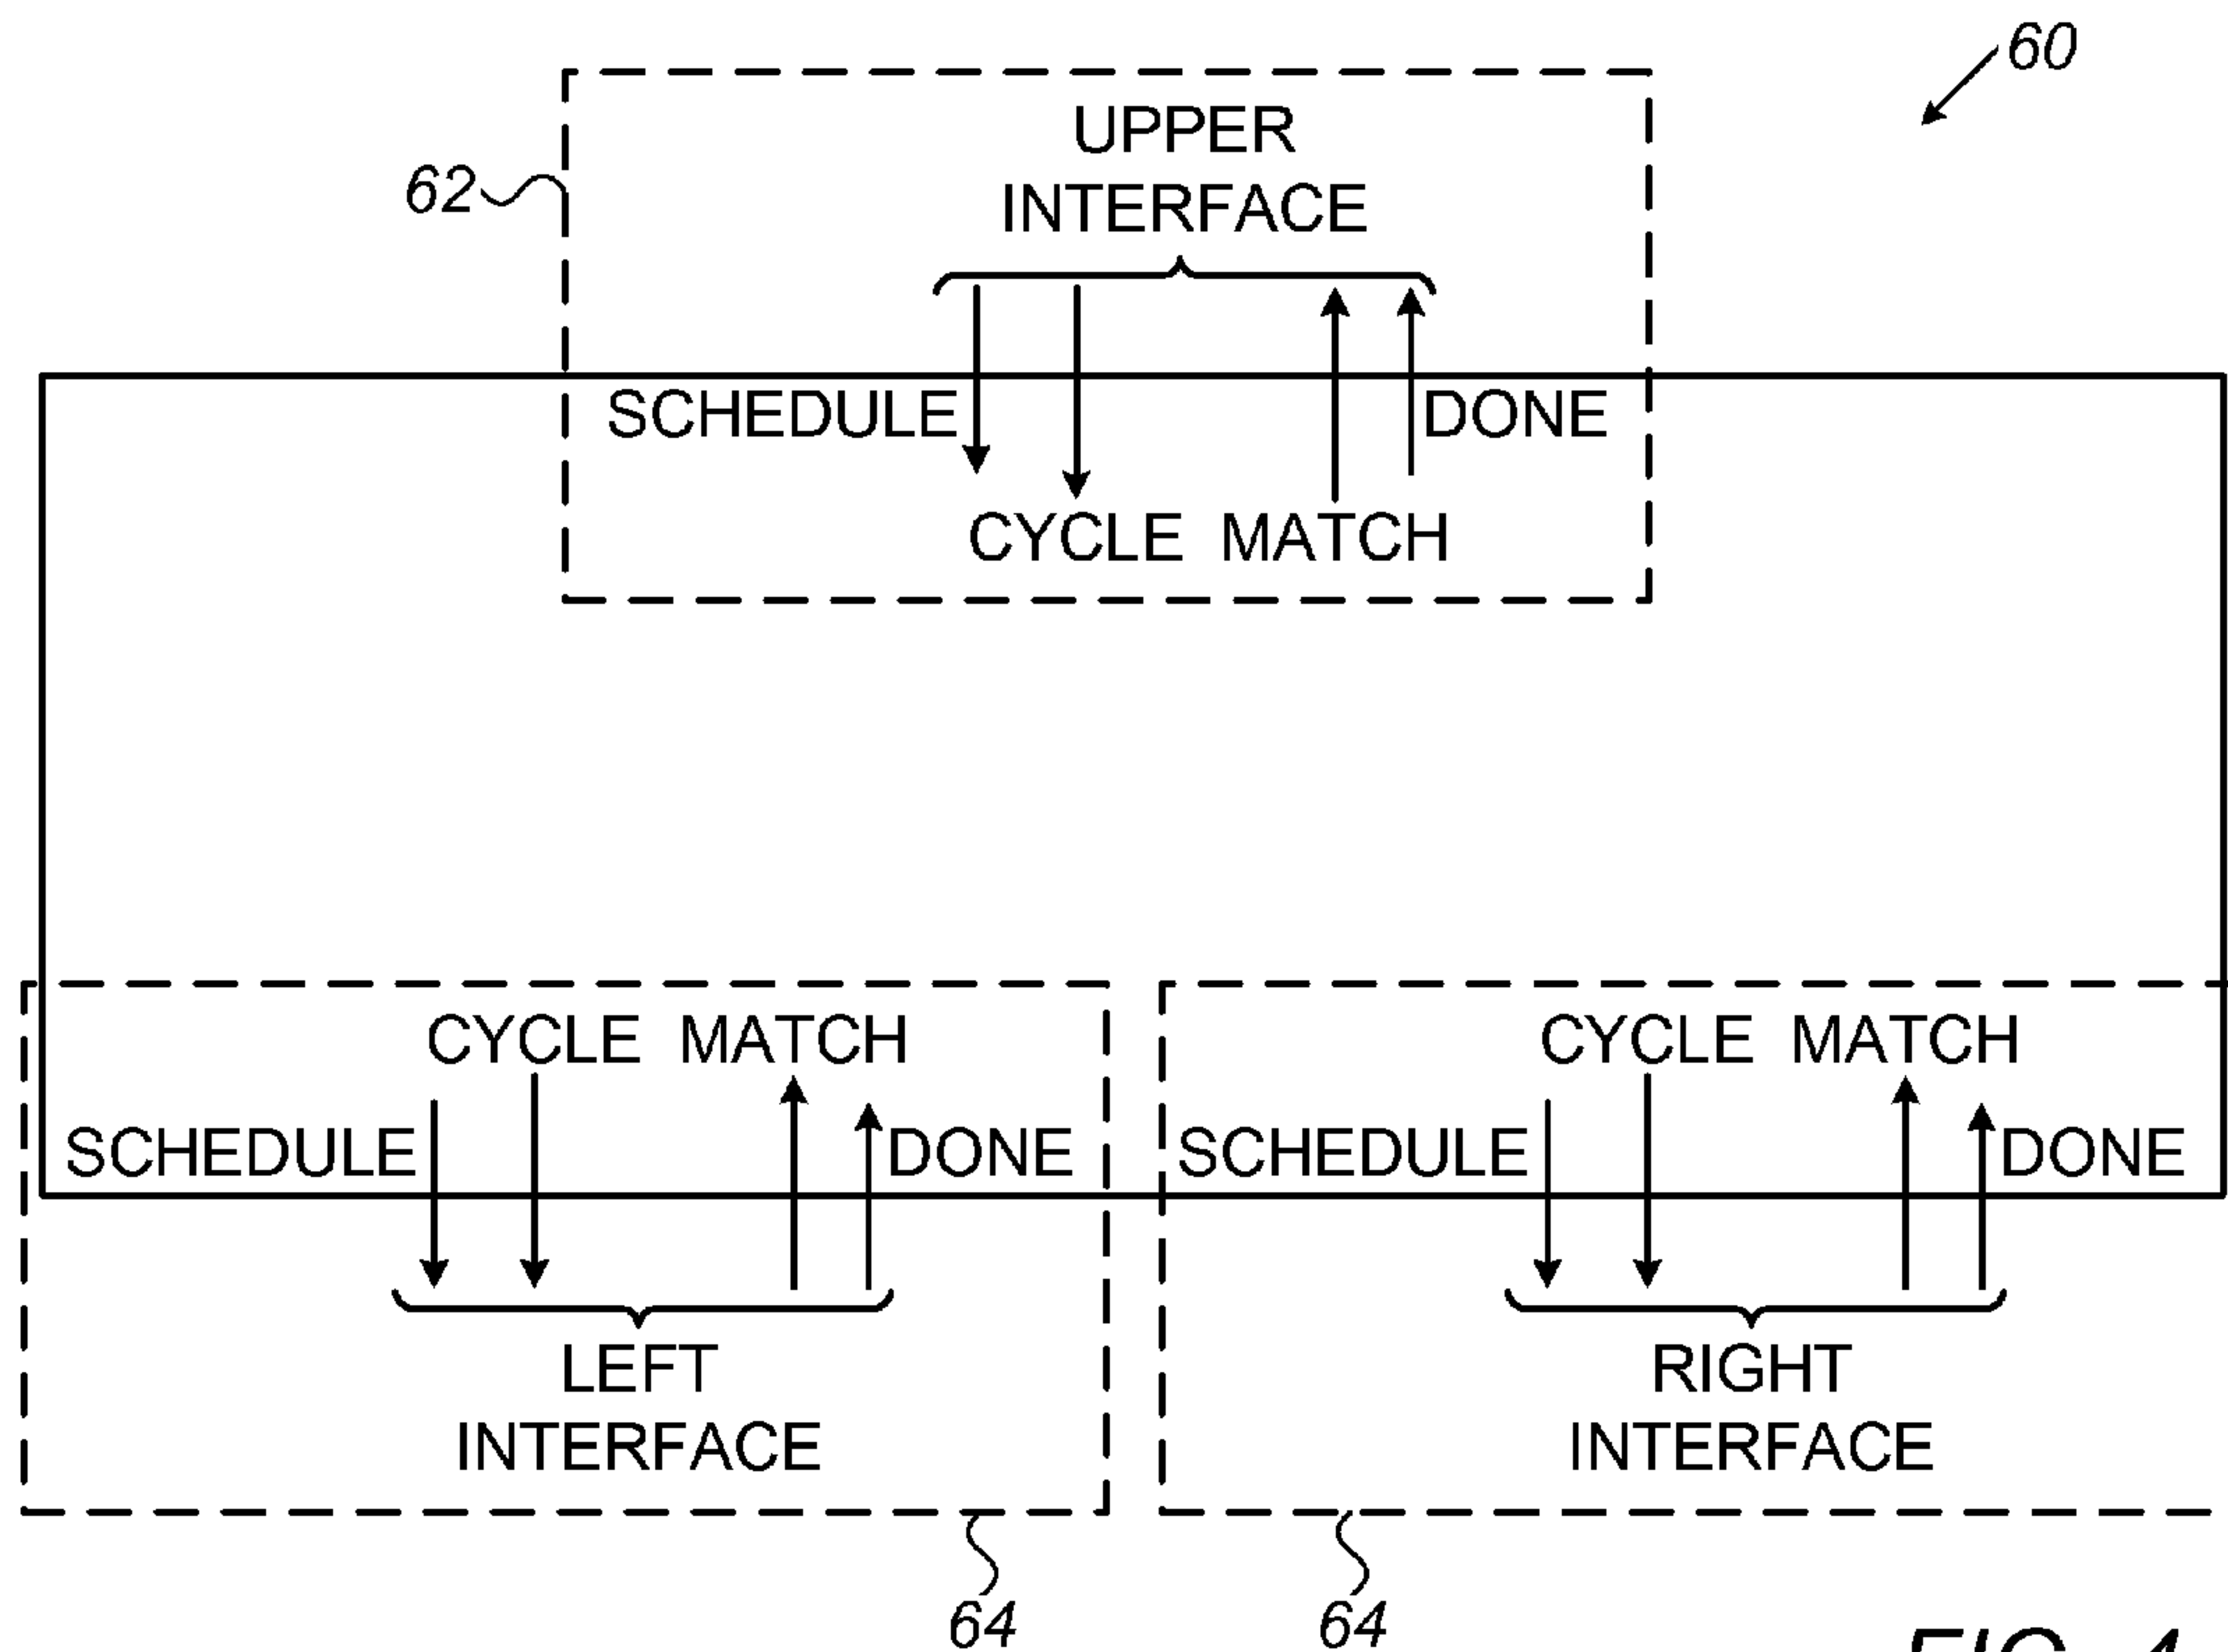 60
UPPER
INTERFACE
62
SCHEDULE
DONE
CYCLE MATCH
CYCLE MATCH
SCHEDULE
DONE
LEFT
INTERFACE
64
CYCLE MATCH
SCHEDULE
DONE
RIGHT
INTERFACE
64